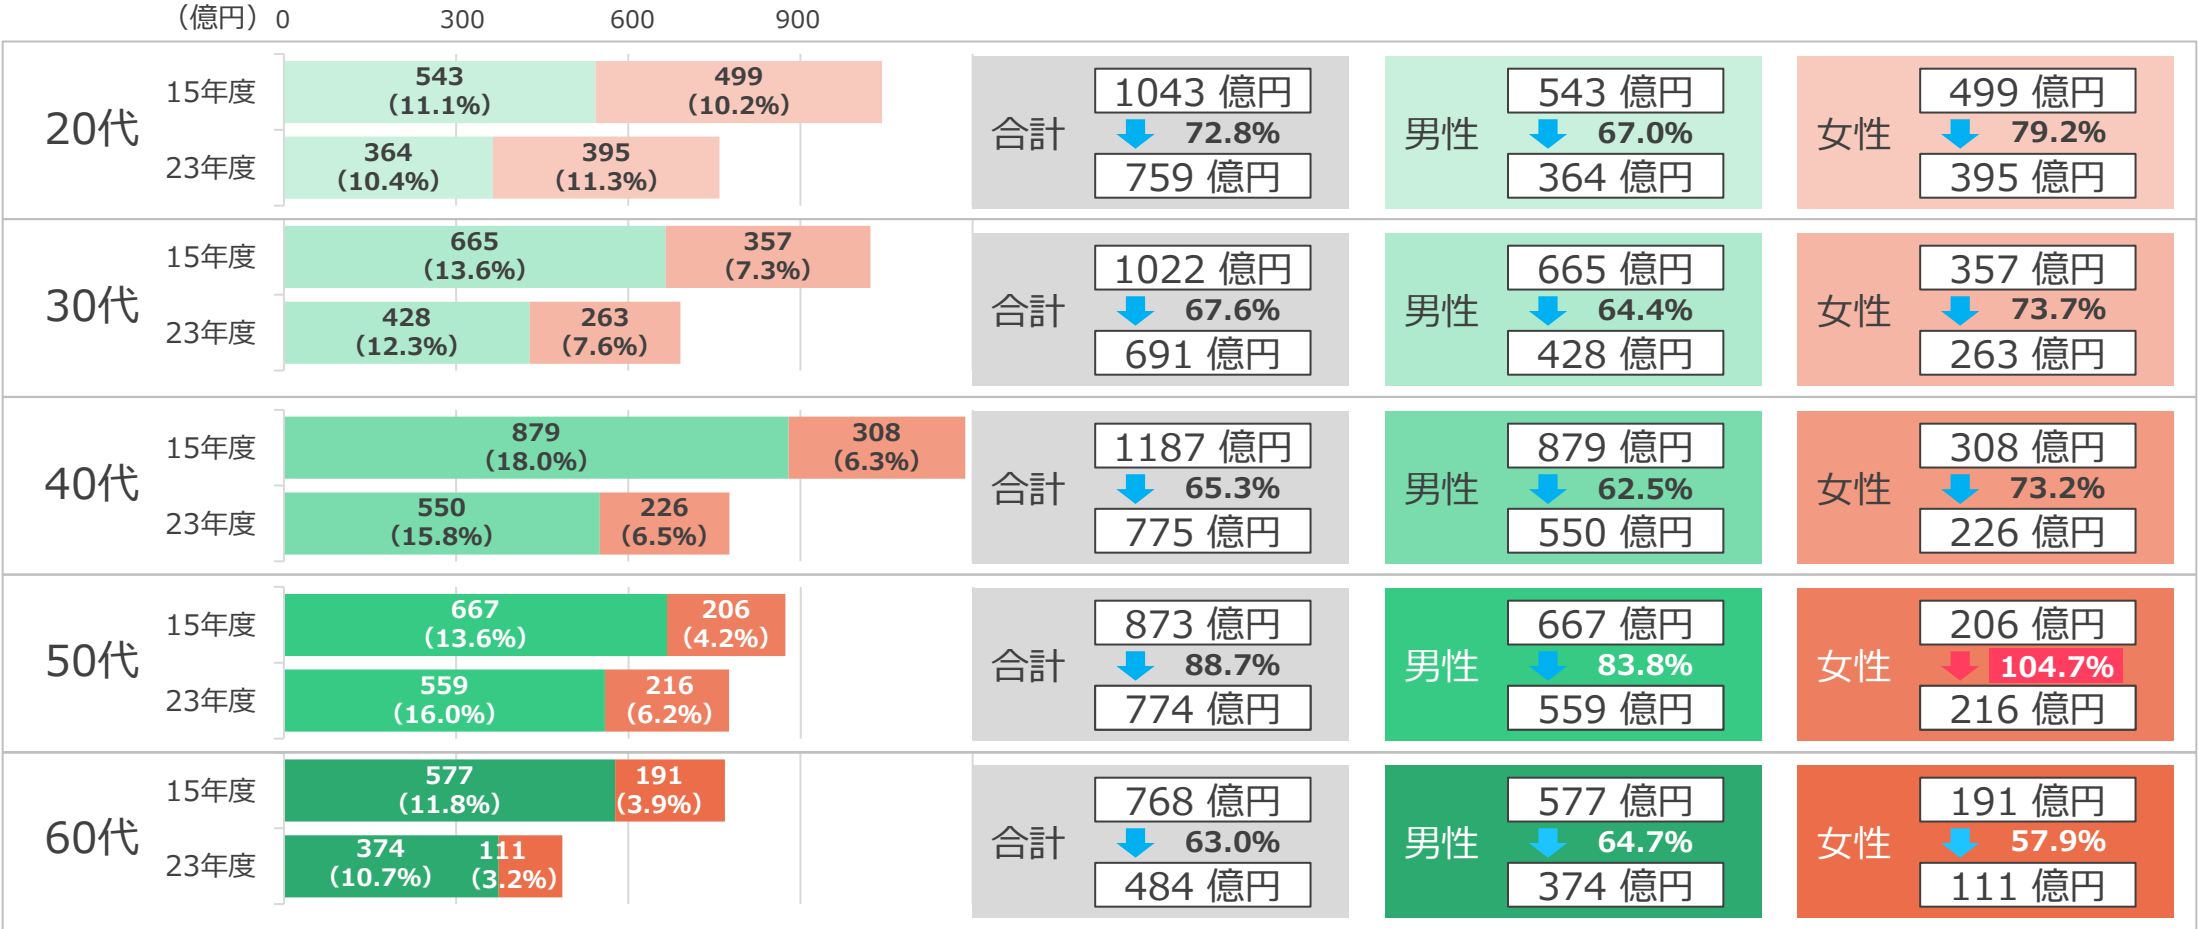 （億円） 0 300 600 900
20代
15年度
543
（11.1%）
499
（10.2%）
23年度
364
（10.4%）
395
（11.3%）
合計
1043 億円
72.8%
759 億円
男性
543 億円
67.0%
364 億円
女性
499 億円
79.2%
395 億円
30代
15年度
665
（13.6%）
357
（7.3%）
23年度
428
（12.3%）
263
（7.6%）
合計
1022 億円
67.6%
691 億円
男性
665 億円
64.4%
428 億円
女性
357 億円
73.7%
263 億円
40代
15年度
879
（18.0%）
308
（6.3%）
23年度
550
（15.8%）
226
（6.5%）
合計
1187 億円
65.3%
775 億円
男性
879 億円
62.5%
550 億円
女性
308 億円
73.2%
226 億円
50代
15年度
667
（13.6%）
206
（4.2%）
23年度
559
（16.0%）
216
（6.2%）
合計
873 億円
88.7%
774 億円
男性
667 億円
83.8%
559 億円
女性
206 億円
104.7%
216 億円
60代
15年度
577
（11.8%）
191
（3.9%）
23年度
374
（10.7%）
111
（3.2%）
合計
768 億円
63.0%
484 億円
男性
577 億円
64.7%
374 億円
女性
191 億円
57.9%
111 億円